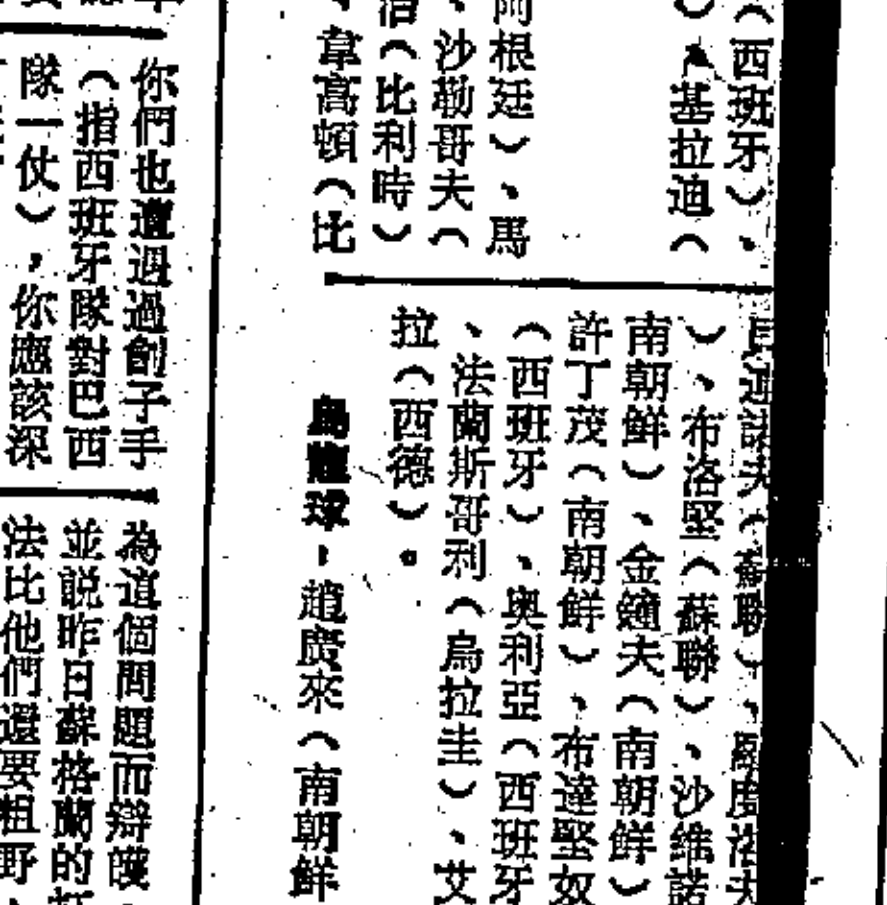 （西班牙）、
）、基拉迪（
阿根廷）、馬
、沙勒哥夫（
治（比利時）
、韋高頓（比
夫（蘇聯）、
）、布洛堅（蘇聯）、沙維諾
南朝鮮）、金鐘夫（南朝鮮）
許丁茂（南朝鮮）、布達堅奴
（西班牙）、奧利亞（西班牙
、法蘭斯哥利（烏拉圭）、艾
拉（西德）。
烏龍球：趙廣來（南朝鮮
你們也遭遇過劊子手
（指西班牙隊對巴西
隊一仗），你應該深
為這個問題而辯護，
並說昨日蘇格蘭的
法比他們還要粗野，